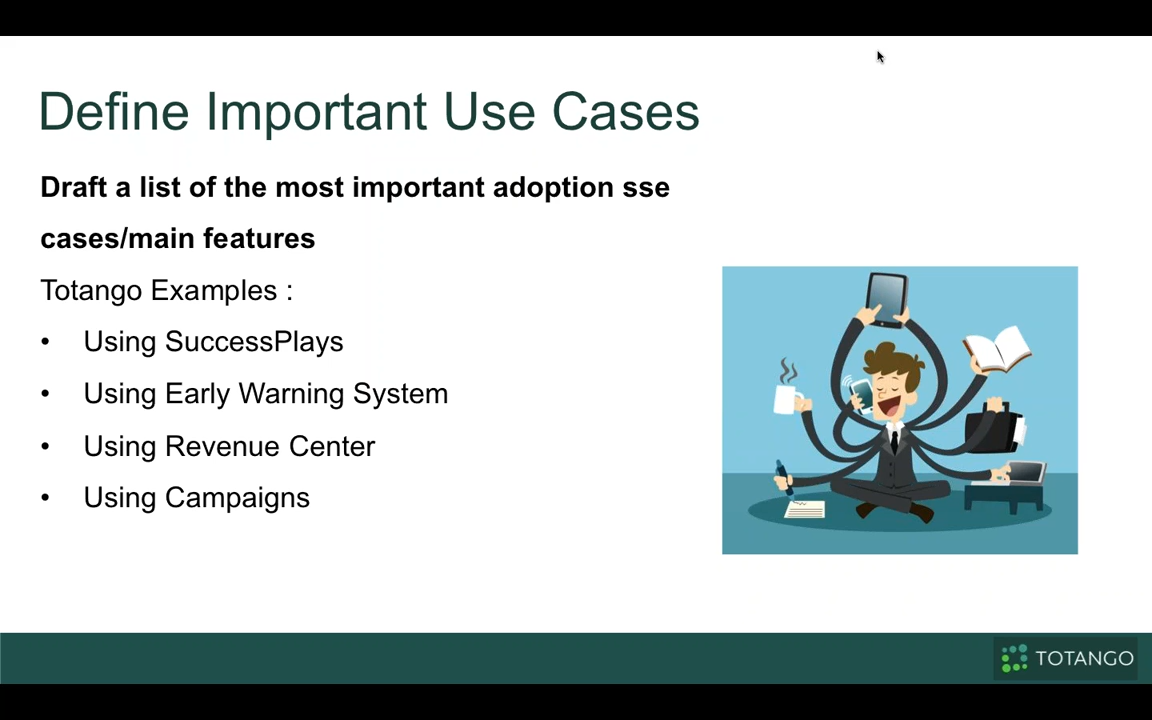 Define Important Use Cases
Draft a list of the most important adoption sse
cases/main features
Totango Examples :
• Using SuccessPlays
• Using Early Warning System
• Using Revenue Center
• Using Campaigns
TOTANGO